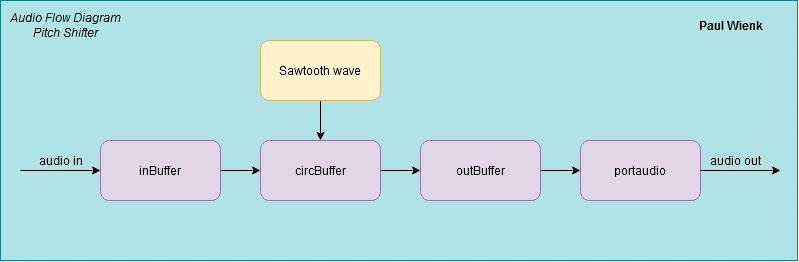 Audio Flow Diagram
Pitch Shifter
Paul Wienk
Sawtooth wave
audio in
inBuffer
circBuffer
outBuffer
portaudio
audio out